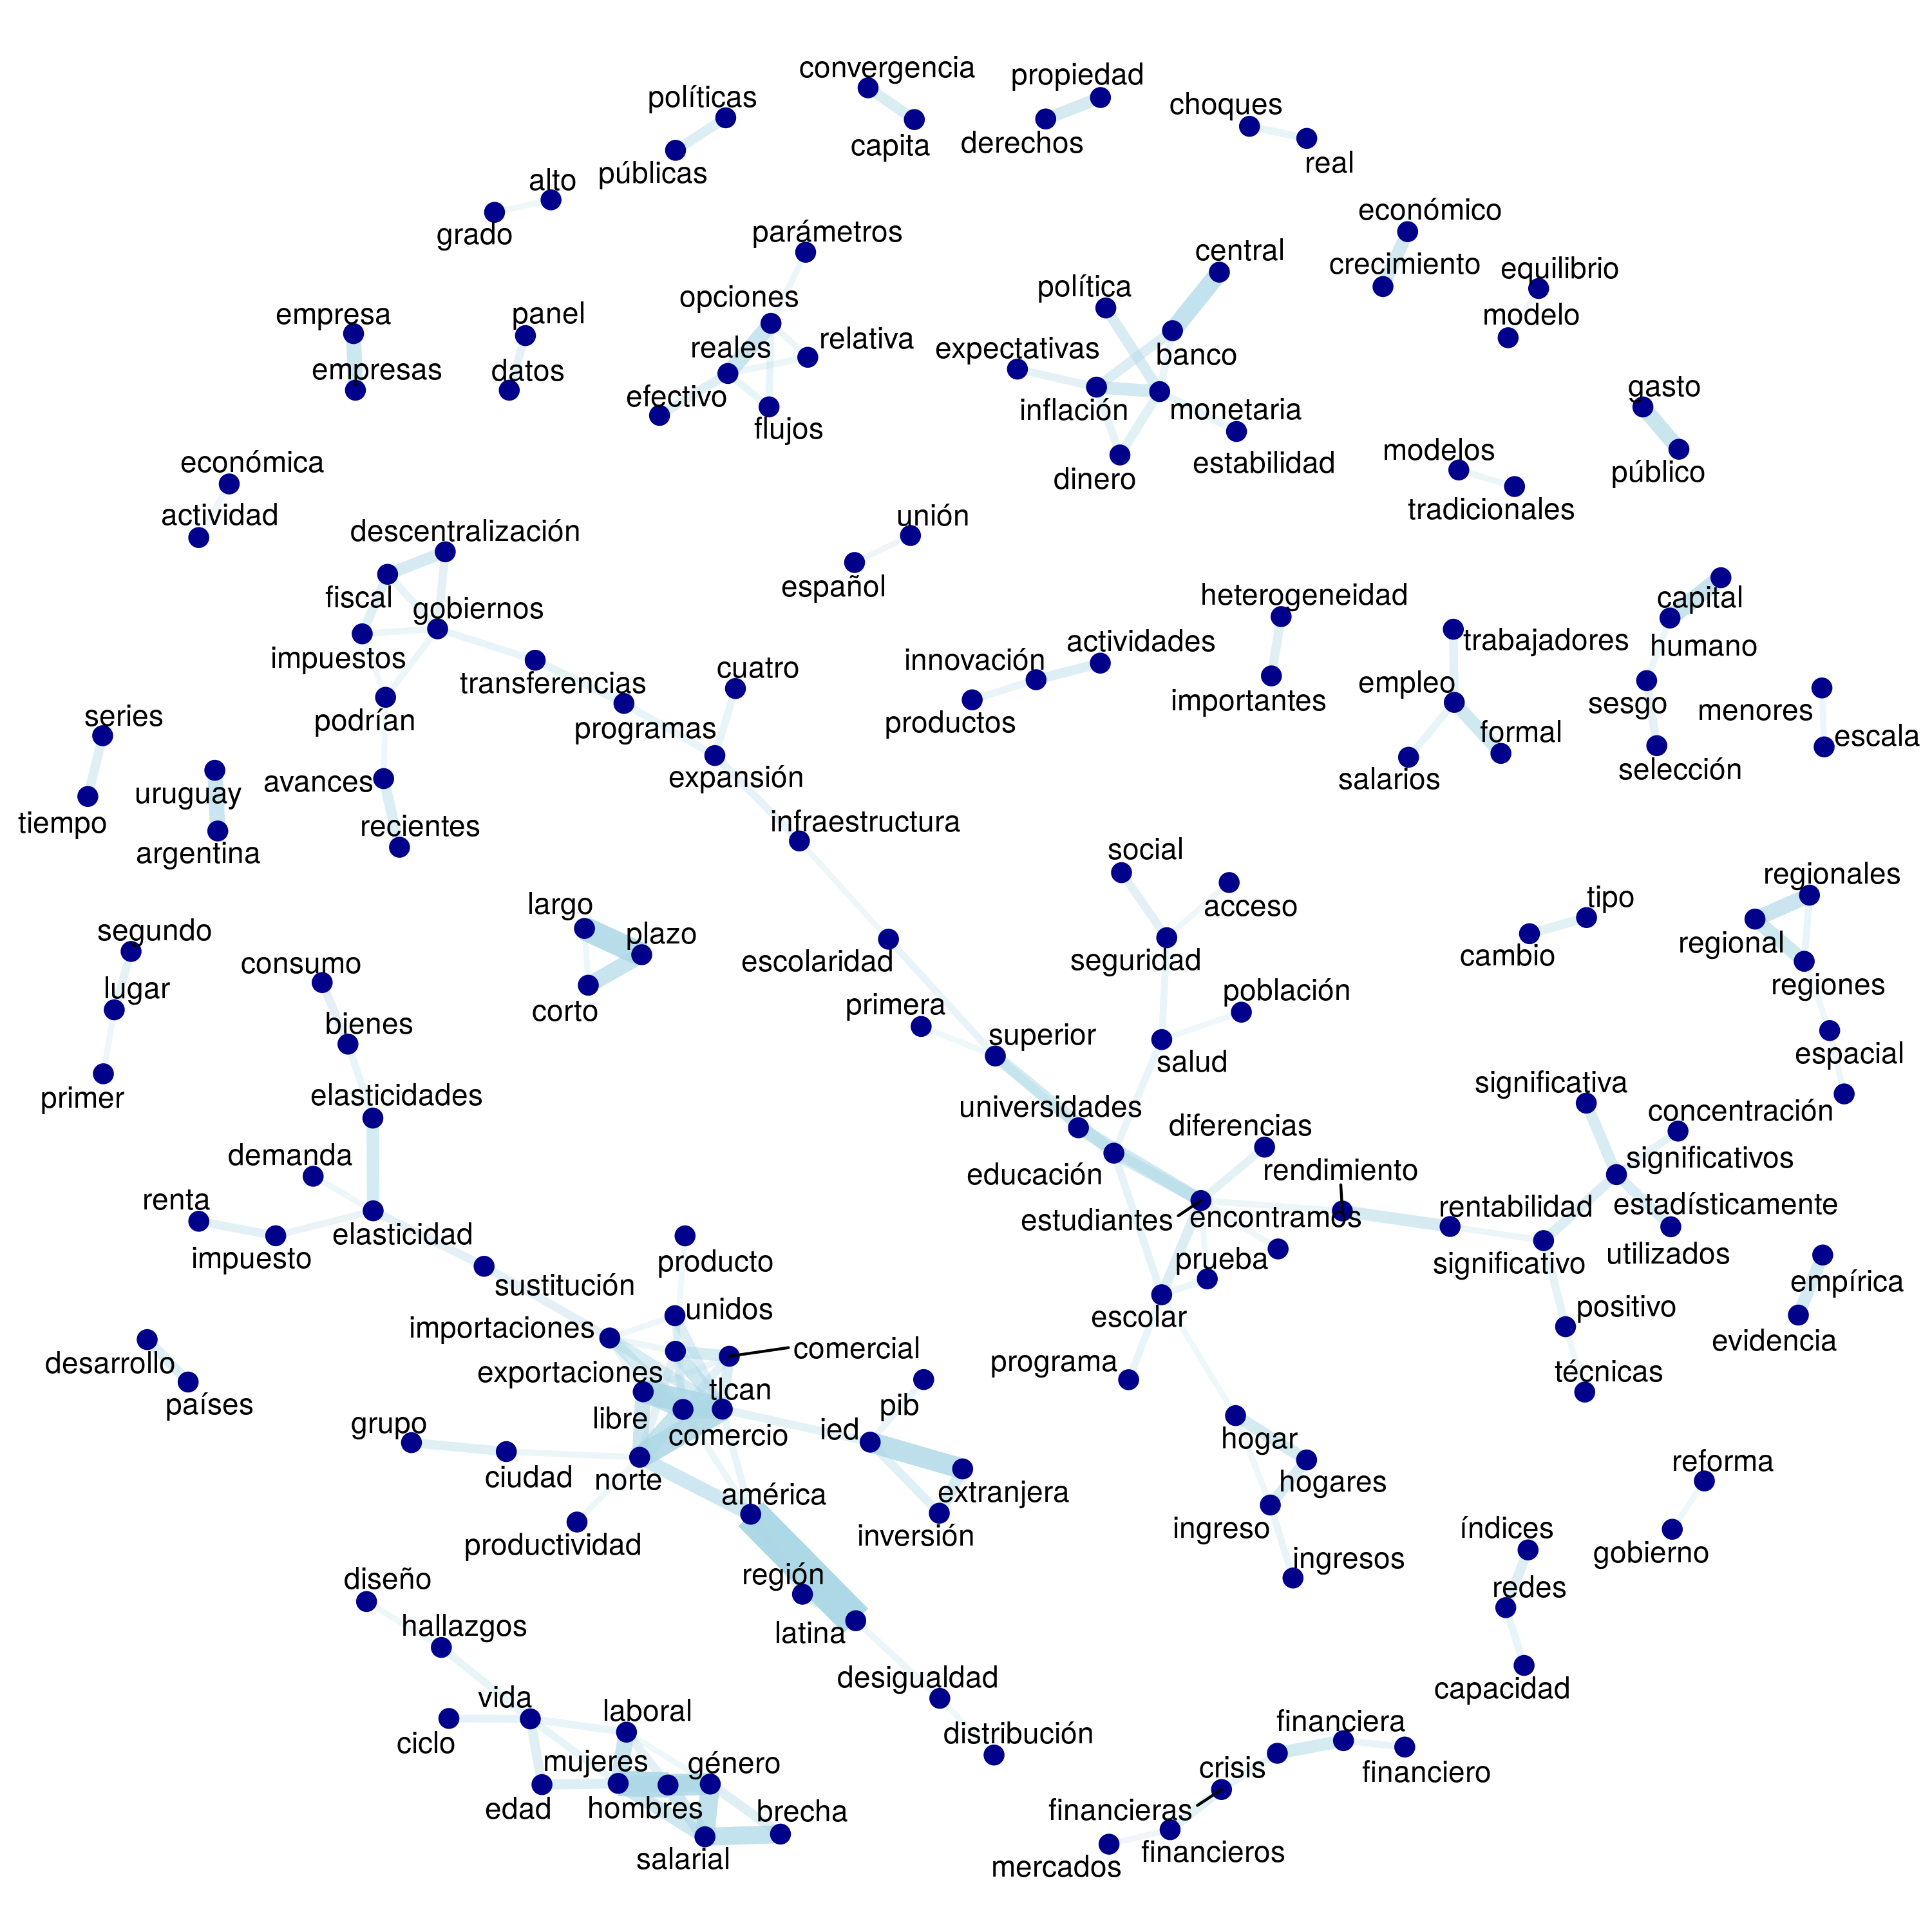 convergencia
propiedad
políticas
choques
capita
derechos
real
públicas
alto
grado
económico
parámetros
central
crecimiento
equilibrio
política
opciones
empresa
panel
modelo
relativa
reales
expectativas
banco
empresas
datos
gasto
efectivo
inflación
monetaria
flujos
modelos
económica
estabilidad
público
dinero
tradicionales
actividad
unión
descentralización
español
heterogeneidad
capital
fiscal
gobiernos
actividades
trabajadores
humano
impuestos
innovación
cuatro
transferencias
empleo
importantes
sesgo
menores
series
podrían
productos
programas
formal
escala
avances
expansión
salarios
selección
uruguay
tiempo
recientes
infraestructura
argentina
social
regionales
largo
acceso
tipo
segundo
plazo
regional
consumo
escolaridad
seguridad
cambio
lugar
población
regiones
primera
corto
bienes
superior
espacial
salud
primer
elasticidades
significativa
universidades
concentración
diferencias
demanda
significativos
educación
rendimiento
renta
rentabilidad
estadísticamente
estudiantes
encontramos
elasticidad
impuesto
producto
prueba
significativo
utilizados
sustitución
empírica
unidos
positivo
escolar
importaciones
evidencia
comercial
desarrollo
exportaciones
programa
técnicas
tlcan
países
pib
libre
grupo
comercio
ied
hogar
ciudad
norte
reforma
américa
extranjera
hogares
productividad
inversión
ingreso
índices
gobierno
región
ingresos
diseño
redes
hallazgos
latina
desigualdad
capacidad
vida
laboral
distribución
financiera
ciclo
mujeres
género
crisis
financiero
edad
hombres
brecha
financieras
salarial
mercados
financieros